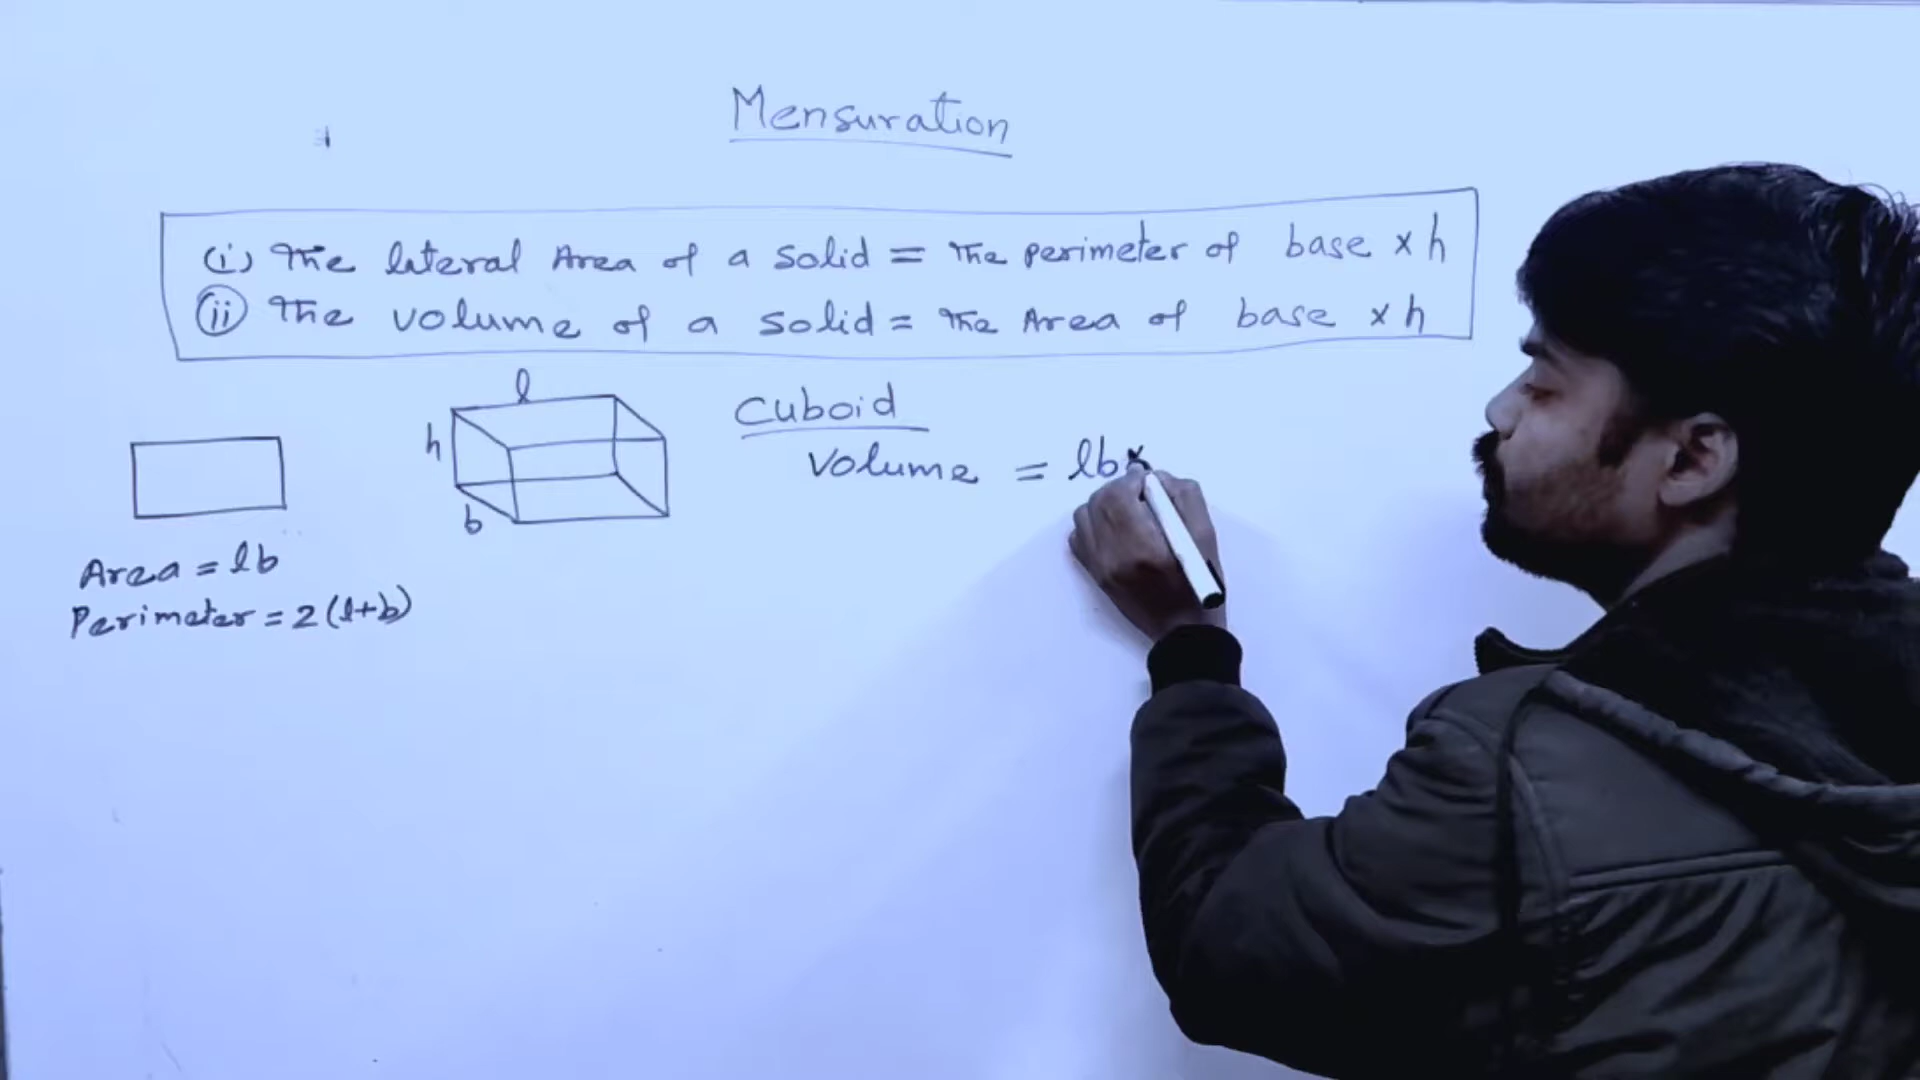 Mensuration
(i) The lateral Area of a solid = The perimeter of base × h
(ii) The volume of a solid = The Area of base × h
l
h
b
Cuboid
Volume = lb×
Area = lb
Perimeter = 2(l+b)